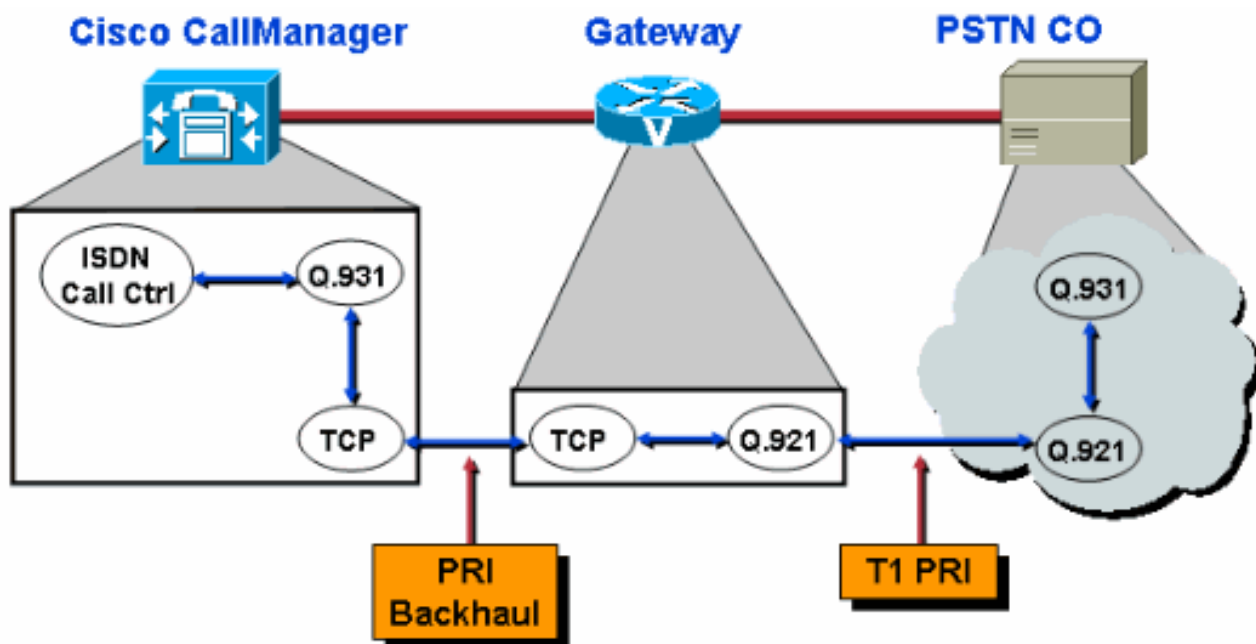 Cisco CallManager
Gateway
PSTN CO
V
ISDN
Call Ctrl
Q.931
Q.931
TCP
TCP
Q.921
Q.921
PRI
Backhaul
T1 PRI